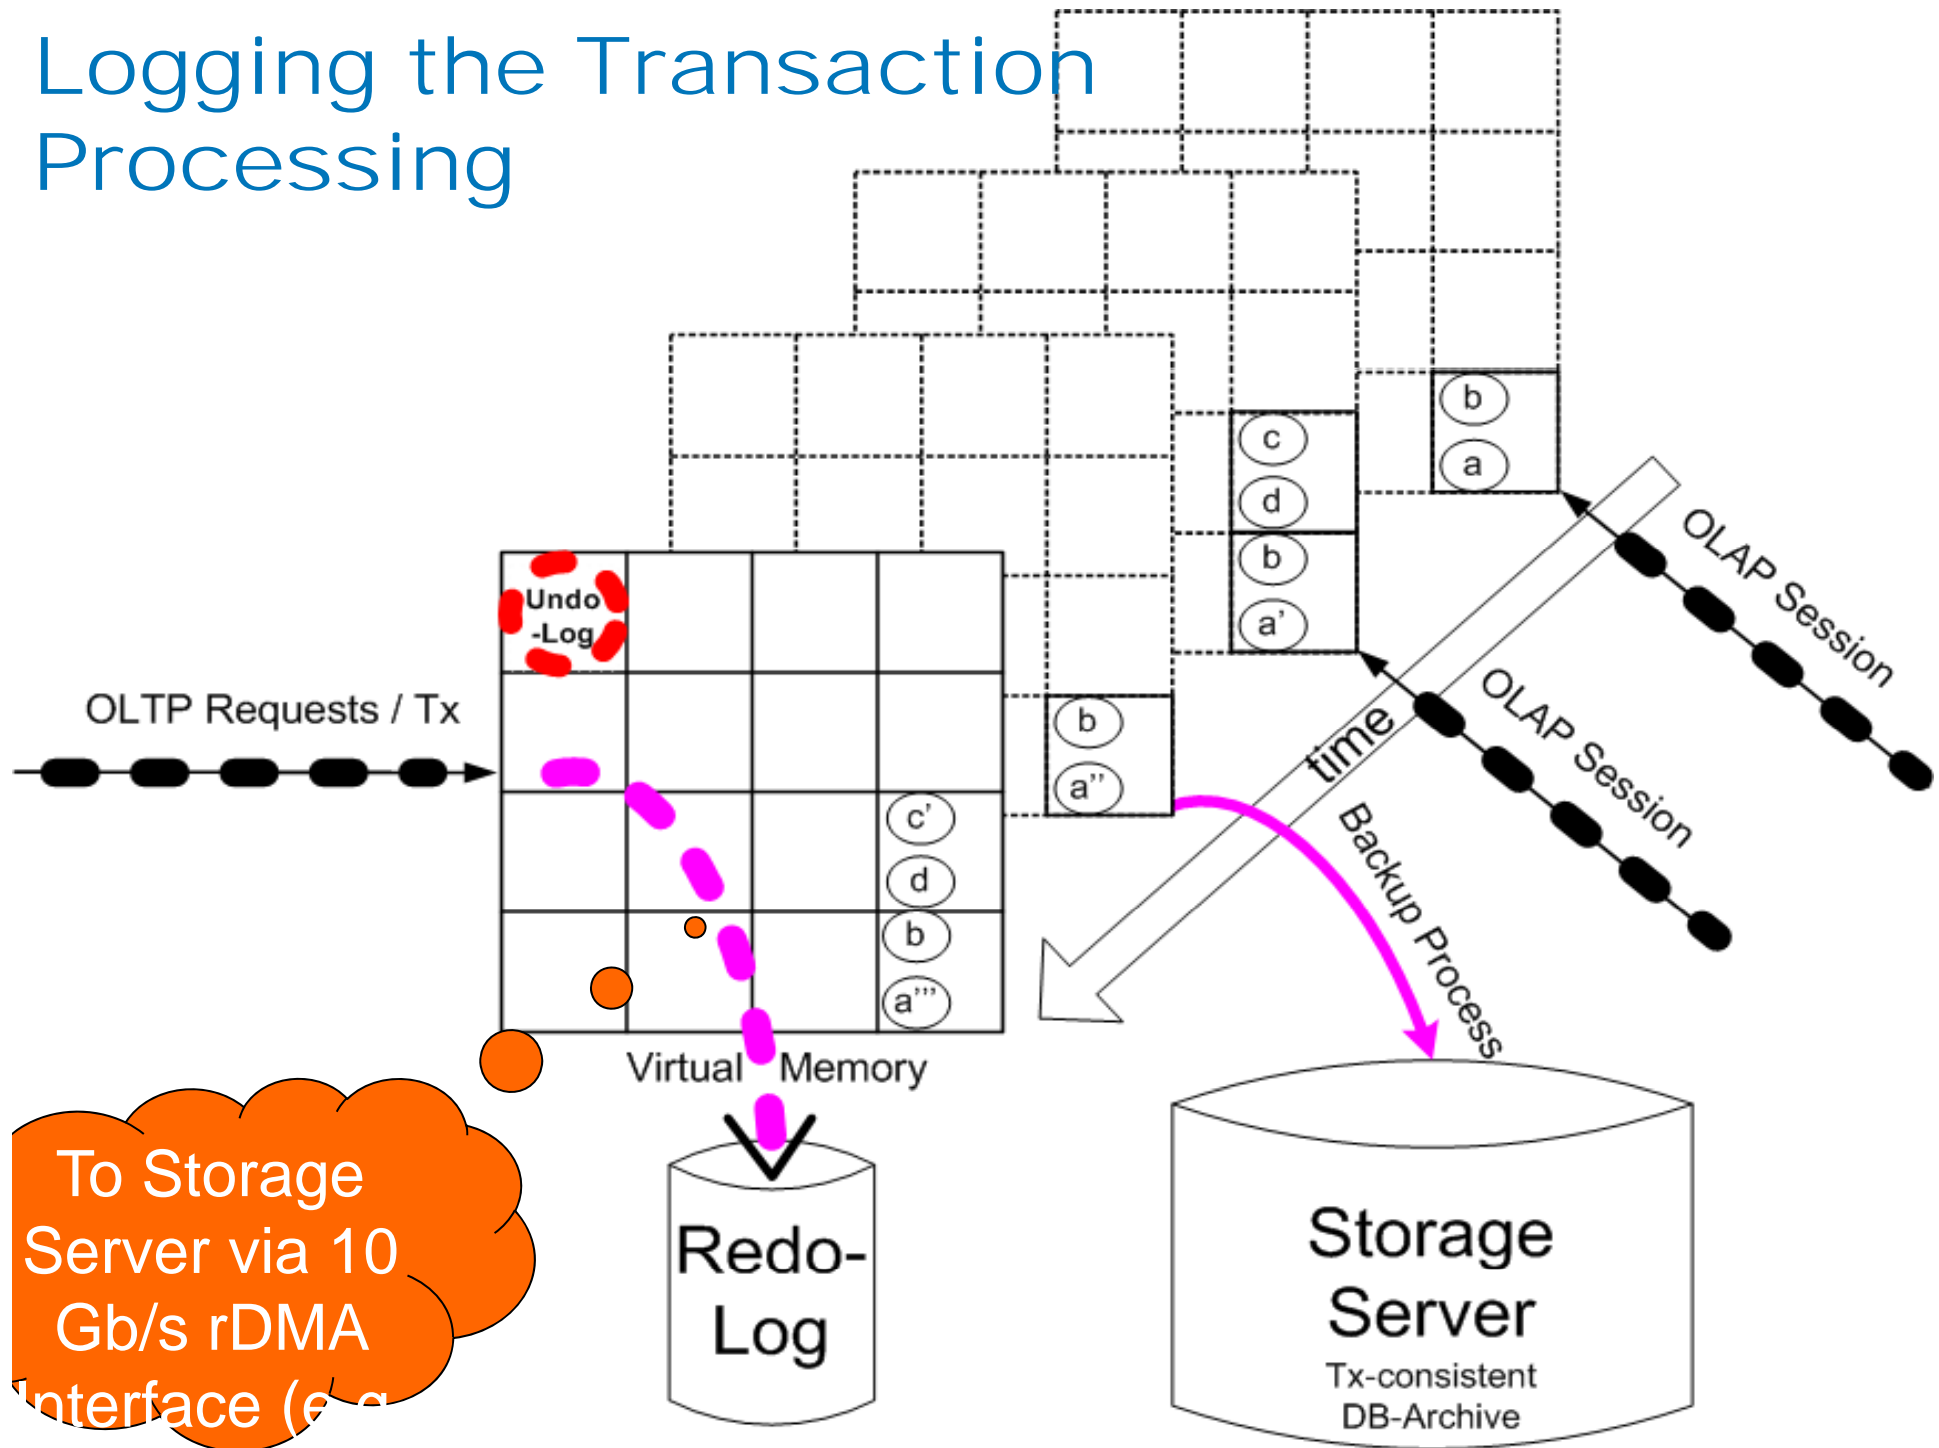 Logging the Transaction
Processing
b
a
c
d
b
a'
OLAP Session
OLAP Session
time
Undo
-Log
OLTP Requests / Tx
b
a''
c'
d
b
a'''
Backup Process
Virtual Memory
To Storage
Server via 10
Gb/s rDMA
Interface (e.g
Redo-
Log
Storage
Server
Tx-consistent
DB-Archive